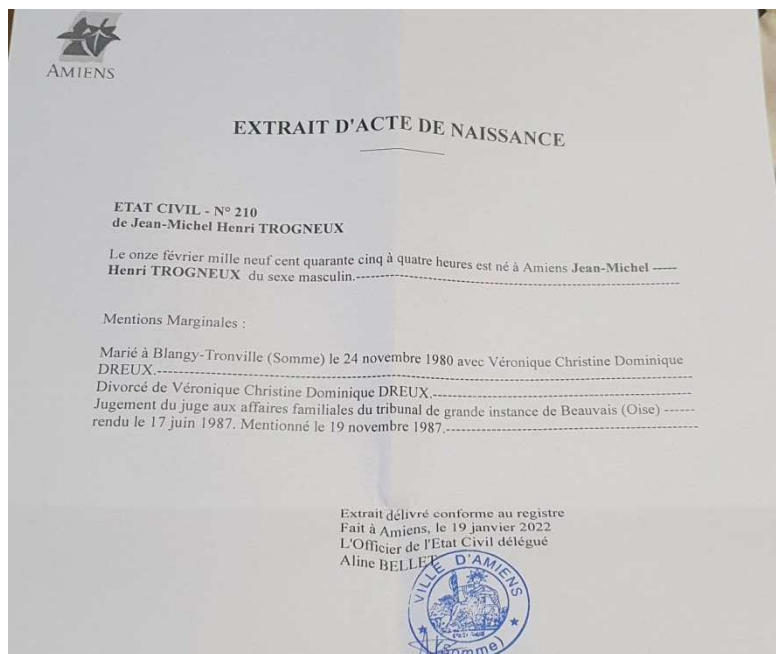 AMIENS
EXTRAIT D'ACTE DE NAISSANCE
ETAT CIVIL - N° 210
de Jean-Michel Henri TROGNEUX
Le onze février mille neuf cent quarante cinq à quatre heures est né à Amiens Jean-Michel -----
Henri TROGNEUX du sexe masculin.------------------------------------------------------------
Mentions Marginales :
Marié à Blangy-Tronville (Somme) le 24 novembre 1980 avec Véronique Christine Dominique
DREUX.------------------------------------------------------------------------------------------------
Divorcé de Véronique Christine Dominique DREUX.-----------------------------------------------
Jugement du juge aux affaires familiales du tribunal de grande instance de Beauvais (Oise) ------
rendu le 17 juin 1987. Mentionné le 19 novembre 1987.---------------------------------------------
Extrait délivré conforme au registre
Fait à Amiens, le 19 janvier 2022
L'Officier de l'Etat Civil délégué
Aline BELLET
VILLE D'AMIENS
(Somme)